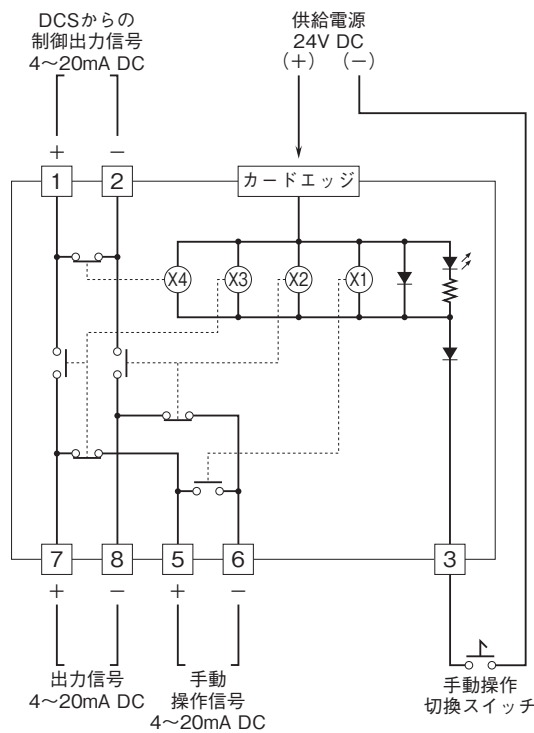 DCSからの
制御出力信号
4～20mA DC
供給電源
24V DC
(＋) (－)
＋ －
1 2
カードエッジ
X4 X3 X2 X1
7 8 5 6 3
＋ － ＋ －
出力信号
4～20mA DC
手動
操作信号
4～20mA DC
手動操作
切換スイッチ